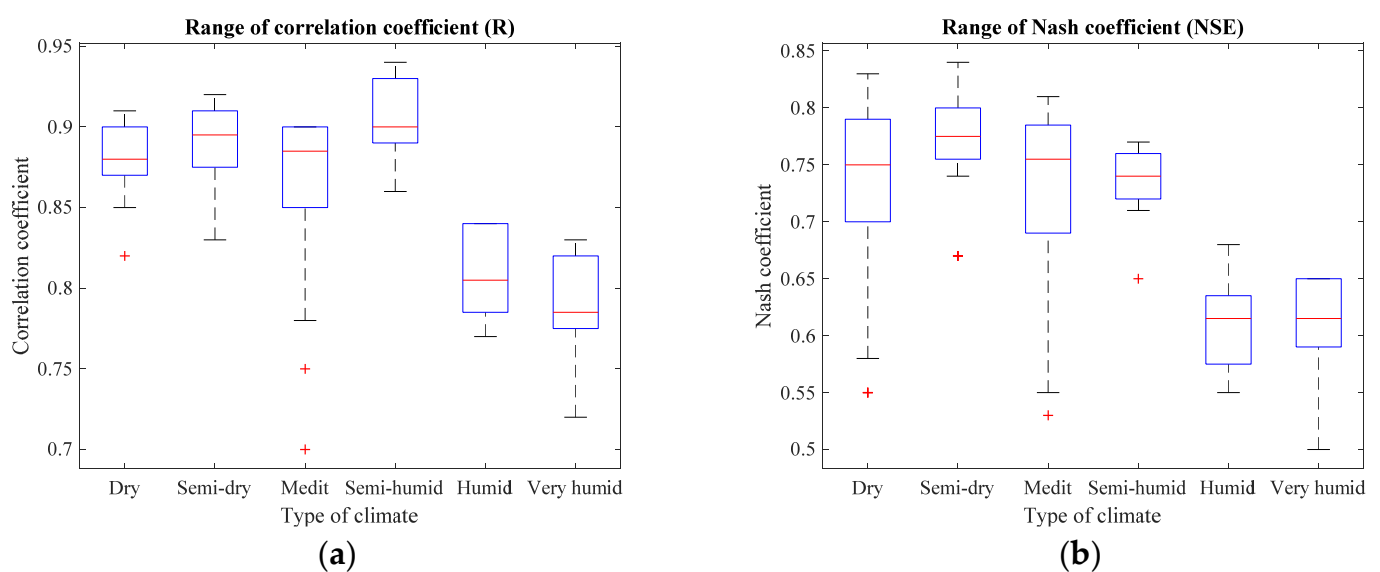 Range of correlation coefficient (R)
0.95
0.9
0.85
0.8
0.75
0.7
Correlation coefficient
Dry Semi-dry Medit Semi-humid Humid Very humid
Type of climate
(a)
Range of Nash coefficient (NSE)
0.85
0.8
0.75
0.7
0.65
0.6
0.55
0.5
Nash coefficient
Dry Semi-dry Medit Semi-humid Humid Very humid
Type of climate
(b)